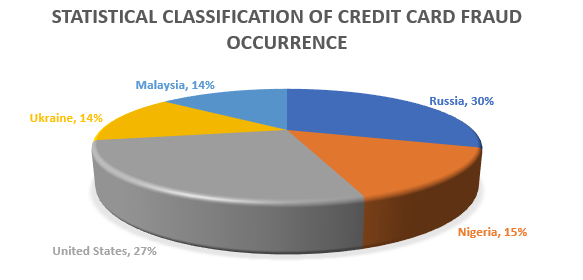 STATISTICAL CLASSIFICATION OF CREDIT CARD FRAUD
OCCURRENCE
Malaysia, 14%
Russia, 30%
Ukraine, 14%
Nigeria, 15%
United States, 27%